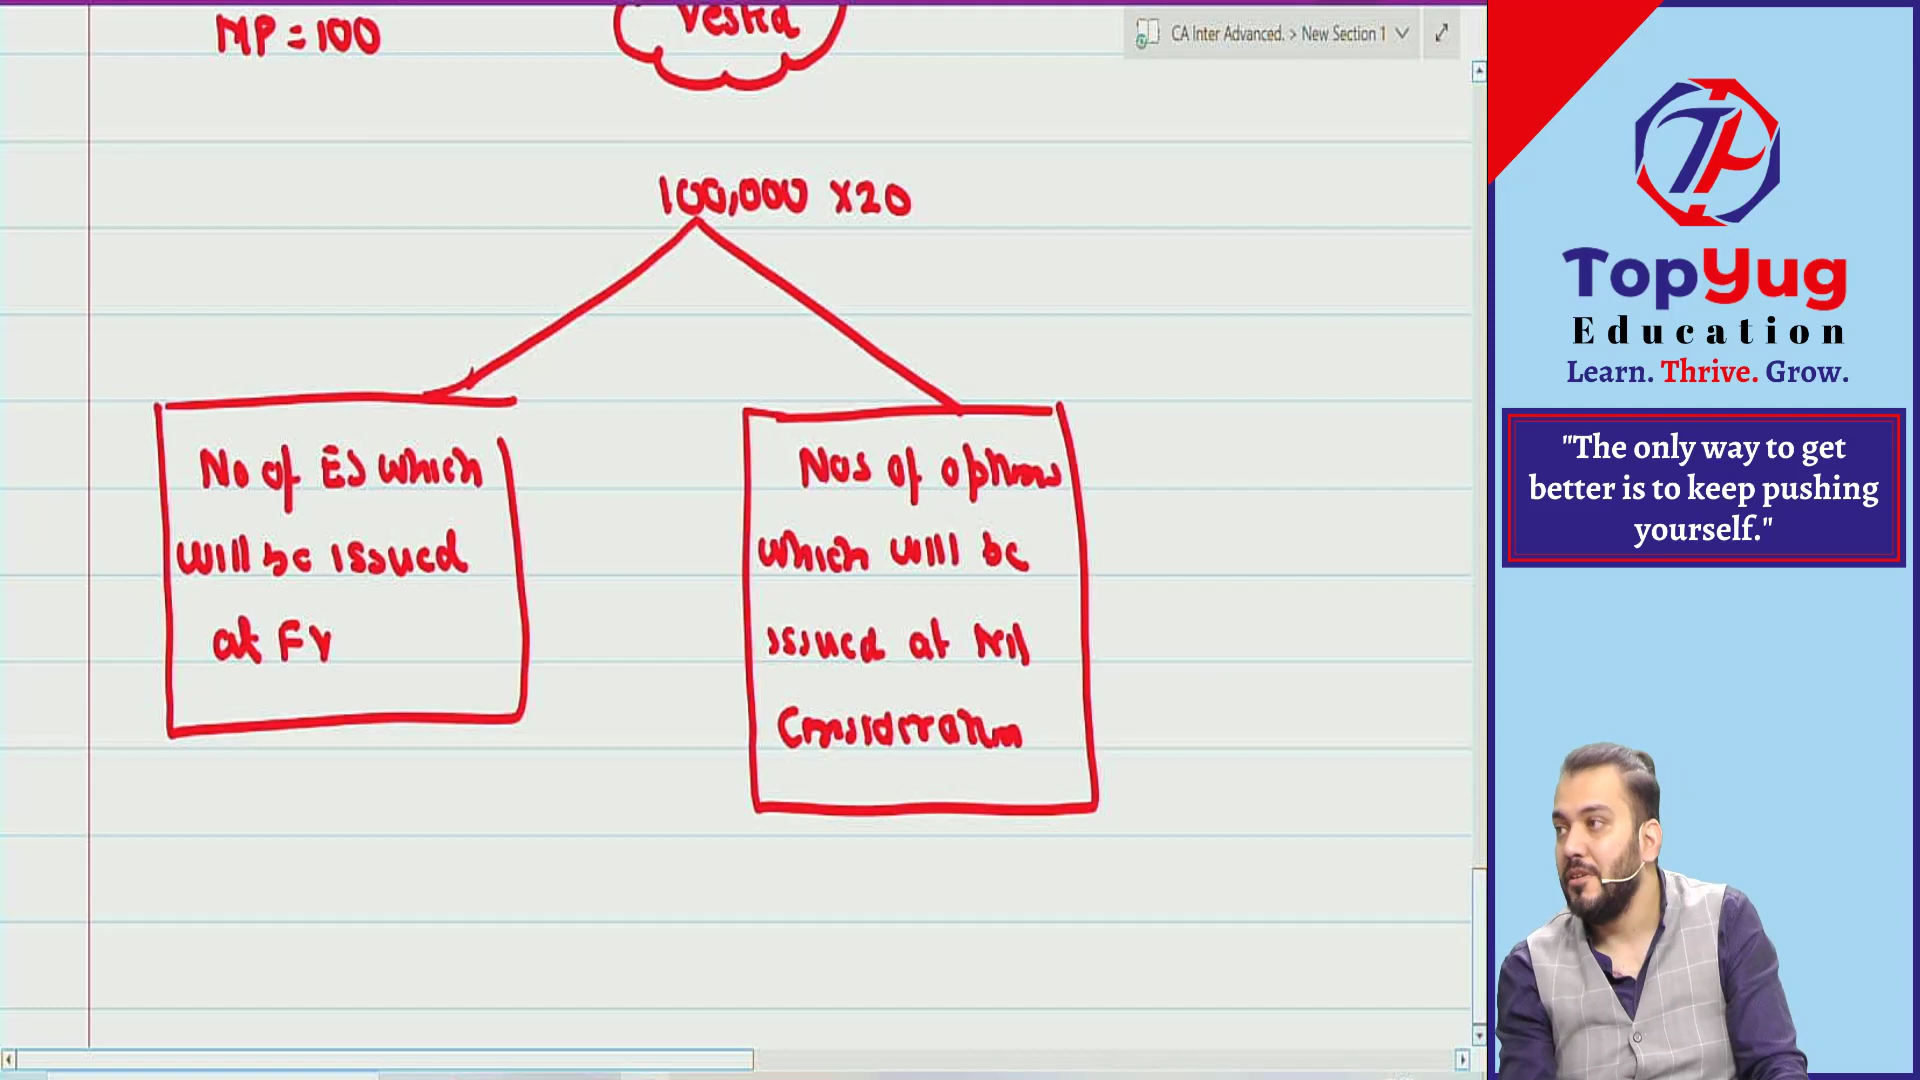 MP = 100
Vested
CA Inter Advanced. > New Section 1
100,000 X20
No of ES which
will be issued
at FV
Nos of options
which will be
issued at Nil
Consideration
TopYug
Education
Learn. Thrive. Grow.
"The only way to get
better is to keep pushing
yourself."